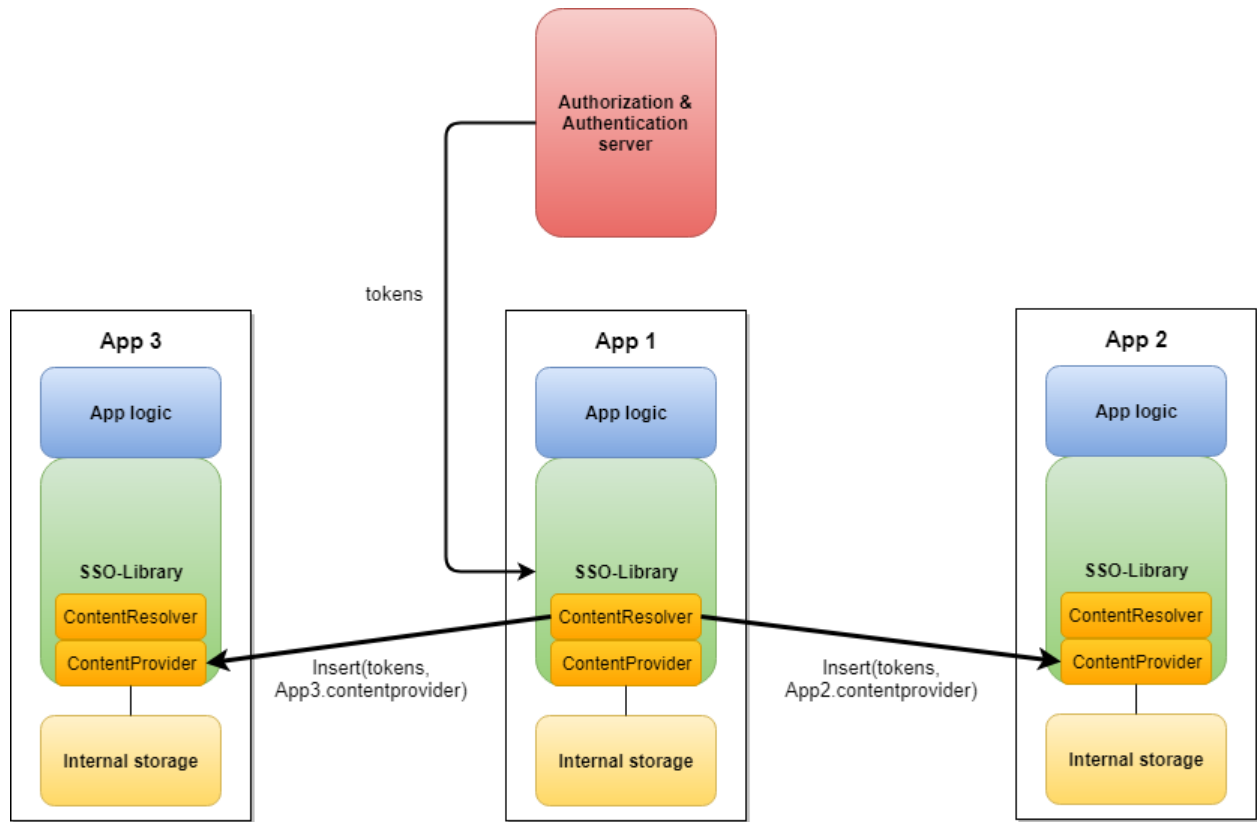 Authorization &
Authentication
server
tokens
App 3
App logic
SSO-Library
ContentResolver
ContentProvider
Internal storage
App 1
App logic
SSO-Library
ContentResolver
ContentProvider
Internal storage
App 2
App logic
SSO-Library
ContentResolver
ContentProvider
Internal storage
Insert(tokens,
App3.contentprovider)
Insert(tokens,
App2.contentprovider)